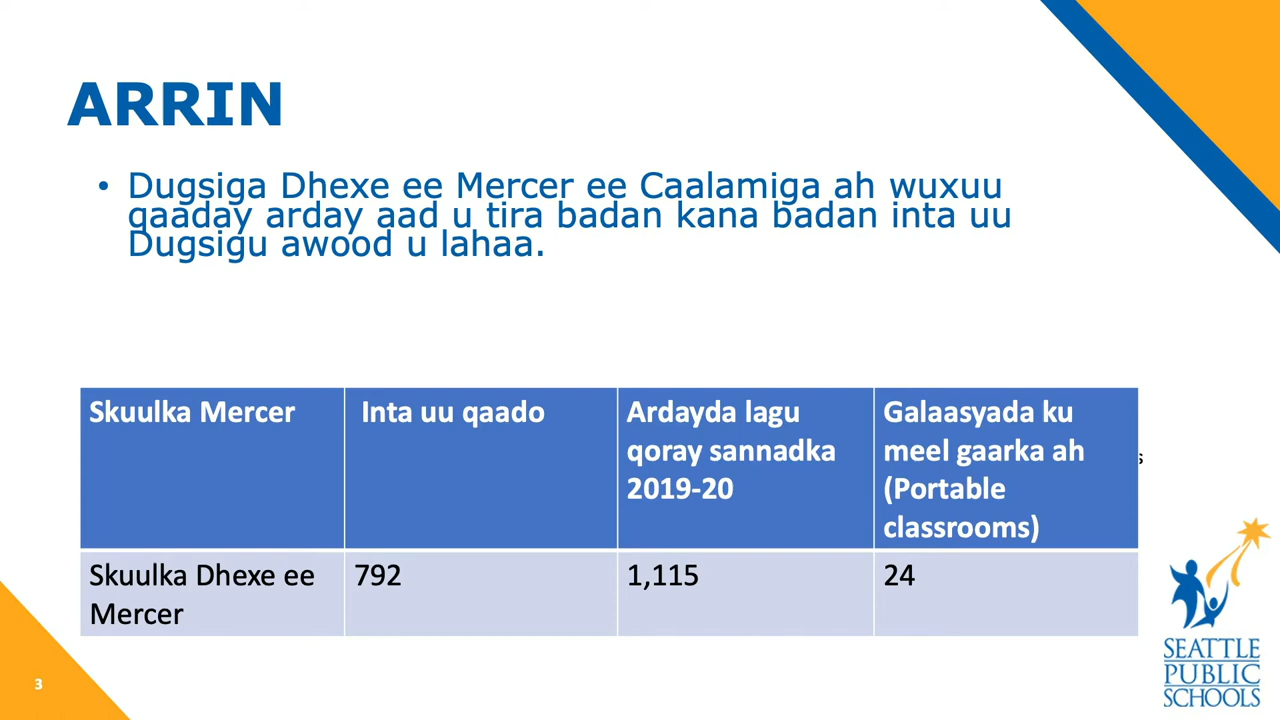 ARRIN
• Dugsiga Dhexe ee Mercer ee Caalamiga ah wuxuu
qaaday arday aad u tira badan kana badan inta uu
Dugsigu awood u lahaa.
Skuulka Mercer
Inta uu qaado
Ardayda lagu
qoray sannadka
2019-20
Galaasyada ku
meel gaarka ah
(Portable
classrooms)
s
Skuulka Dhexe ee
Mercer
792
1,115
24
3
SEATTLE
PUBLIC
SCHOOLS